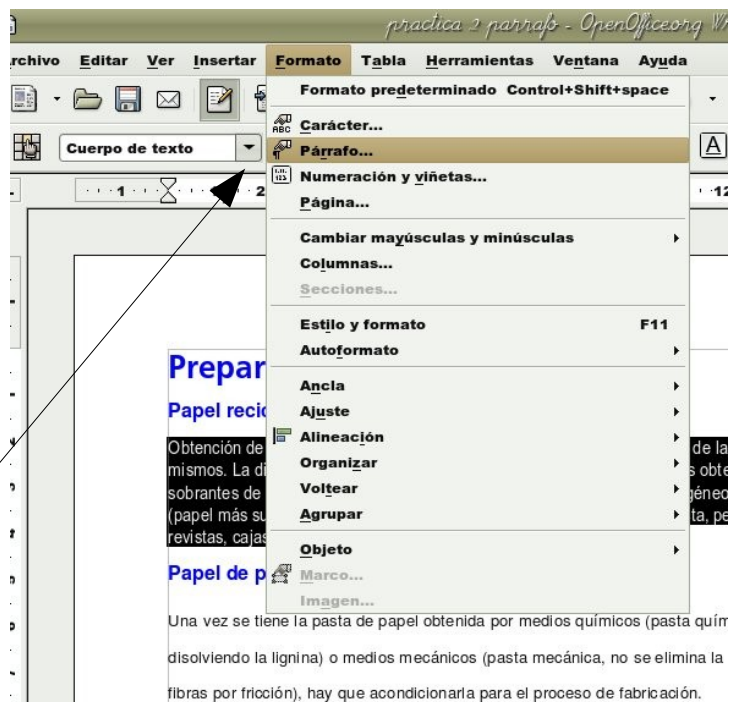 practica 2 parrafo - OpenOffice.org W
rchivo Editar Ver Insertar Formato Tabla Herramientas Ventana Ayuda
Formato predeterminado Control+Shift+space
ABC Carácter...
Cuerpo de texto
Párrafo...
A
Numeración y viñetas...
1 2 12
Página...
Cambiar mayúsculas y minúsculas
Columnas...
Secciones...
Estilo y formato F11
Autoformato
Prepar
Ancla
Papel reci
Ajuste
Alineación
Obtención de de la
Organizar
mismos. La di s obte
Voltear
sobrantes de géneo
Agrupar
(papel más su ta, pe
revistas, cajas
Objeto
Papel de p
Marco...
Imagen...
Una vez se tiene la pasta de papel obtenida por medios químicos (pasta quím
disolviendo la lignina) o medios mecánicos (pasta mecánica, no se elimina la
fibras por fricción), hay que acondicionarla para el proceso de fabricación.